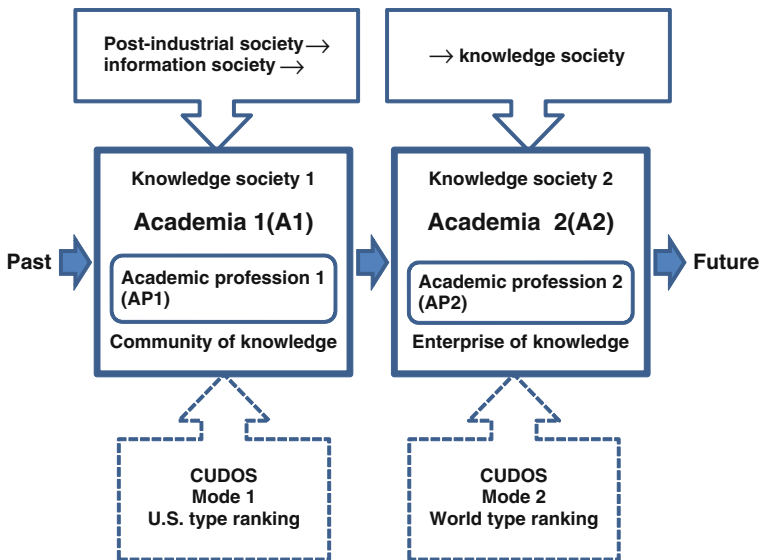 Post-industrial society →
information society →
→ knowledge society
Knowledge society 1
Academia 1(A1)
Academic profession 1
(AP1)
Community of knowledge
Knowledge society 2
Academia 2(A2)
Academic profession 2
(AP2)
Enterprise of knowledge
Past
Future
CUDOS
Mode 1
U.S. type ranking
CUDOS
Mode 2
World type ranking